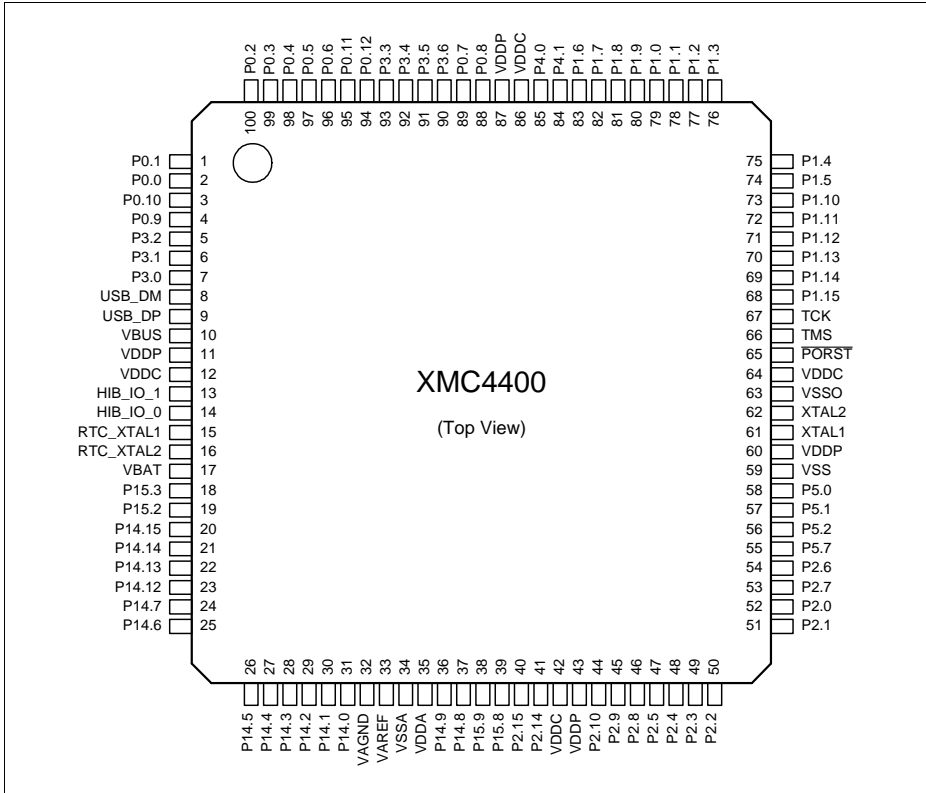 P0.2 P0.3 P0.4 P0.5 P0.6 P0.11 P0.12 P3.3 P3.4 P3.5 P3.6 P0.7 P0.8 VDDP VDDC P4.0 P4.1 P1.6 P1.7 P1.8 P1.9 P1.0 P1.1 P1.2 P1.3
100 99 98 97 96 95 94 93 92 91 90 89 88 87 86 85 84 83 82 81 80 79 78 77 76
P0.1 1 75 P1.4
P0.0 2 74 P1.5
P0.10 3 73 P1.10
P0.9 4 72 P1.11
P3.2 5 71 P1.12
P3.1 6 70 P1.13
P3.0 7 69 P1.14
USB_DM 8 68 P1.15
USB_DP 9 67 TCK
VBUS 10 66 TMS
VDDP 11 65 PORST
VDDC 12 64 VDDC
HIB_IO_1 13 63 VSSO
HIB_IO_0 14 62 XTAL2
RTC_XTAL1 15 61 XTAL1
RTC_XTAL2 16 60 VDDP
VBAT 17 59 VSS
P15.3 18 58 P5.0
P15.2 19 57 P5.1
P14.15 20 56 P5.2
P14.14 21 55 P5.7
P14.13 22 54 P2.6
P14.12 23 53 P2.7
P14.7 24 52 P2.0
P14.6 25 51 P2.1
XMC4400
(Top View)
26 27 28 29 30 31 32 33 34 35 36 37 38 39 40 41 42 43 44 45 46 47 48 49 50
P14.5 P14.4 P14.3 P14.2 P14.1 P14.0 VAGND VAREF VSSA VDDA P14.9 P14.8 P15.9 P15.8 P2.15 P2.14 VDDC VDDP P2.10 P2.9 P2.8 P2.5 P2.4 P2.3 P2.2